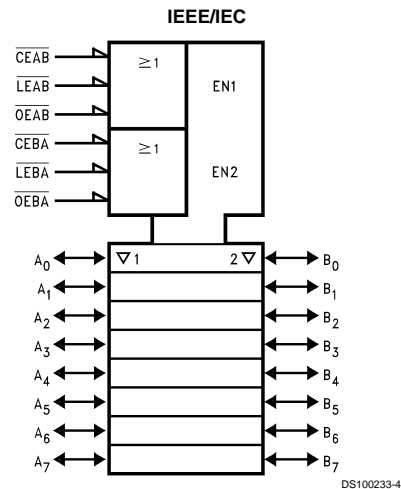 IEEE/IEC
CEAB
LEAB
OEAB
CEBA
LEBA
OEBA
≥1
EN1
≥1
EN2
A0 ▽1 2▽ B0
A1 B1
A2 B2
A3 B3
A4 B4
A5 B5
A6 B6
A7 B7
DS100233-4